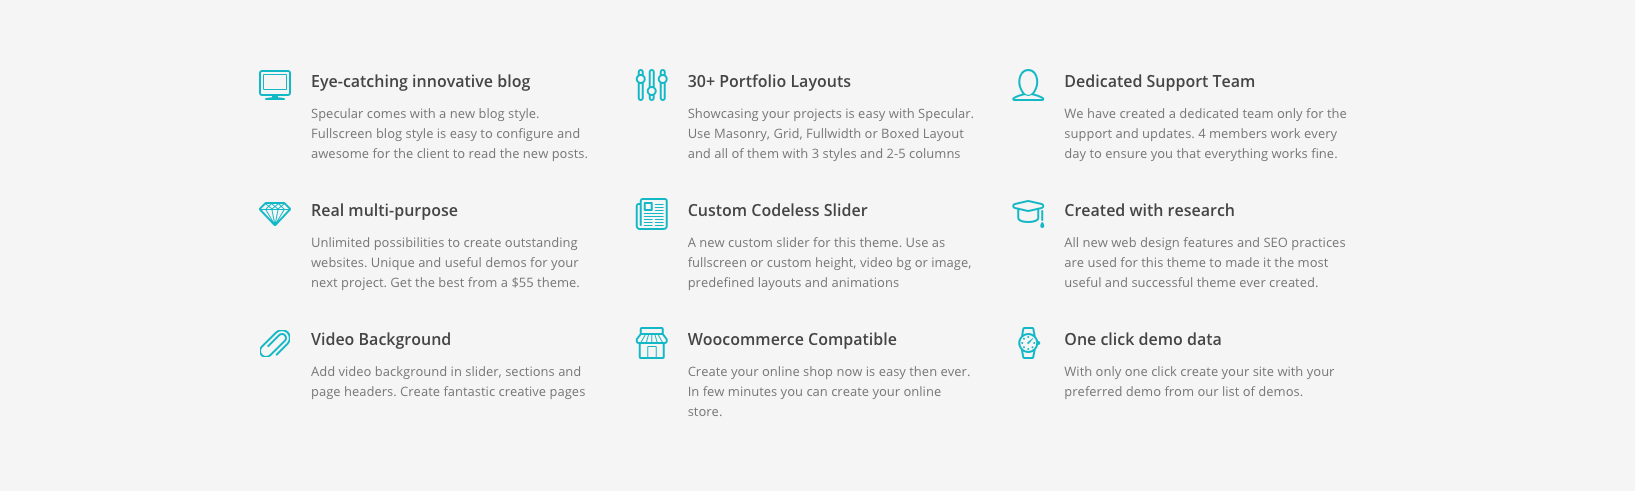 Eye-catching innovative blog
Specular comes with a new blog style.
Fullscreen blog style is easy to configure and
awesome for the client to read the new posts.
30+ Portfolio Layouts
Showcasing your projects is easy with Specular.
Use Masonry, Grid, Fullwidth or Boxed Layout
and all of them with 3 styles and 2-5 columns
Dedicated Support Team
We have created a dedicated team only for the
support and updates. 4 members work every
day to ensure you that everything works fine.
Real multi-purpose
Unlimited possibilities to create outstanding
websites. Unique and useful demos for your
next project. Get the best from a $55 theme.
Custom Codeless Slider
A new custom slider for this theme. Use as
fullscreen or custom height, video bg or image,
predefined layouts and animations
Created with research
All new web design features and SEO practices
are used for this theme to made it the most
useful and successful theme ever created.
Video Background
Add video background in slider, sections and
page headers. Create fantastic creative pages
Woocommerce Compatible
Create your online shop now is easy then ever.
In few minutes you can create your online
store.
One click demo data
With only one click create your site with your
preferred demo from our list of demos.